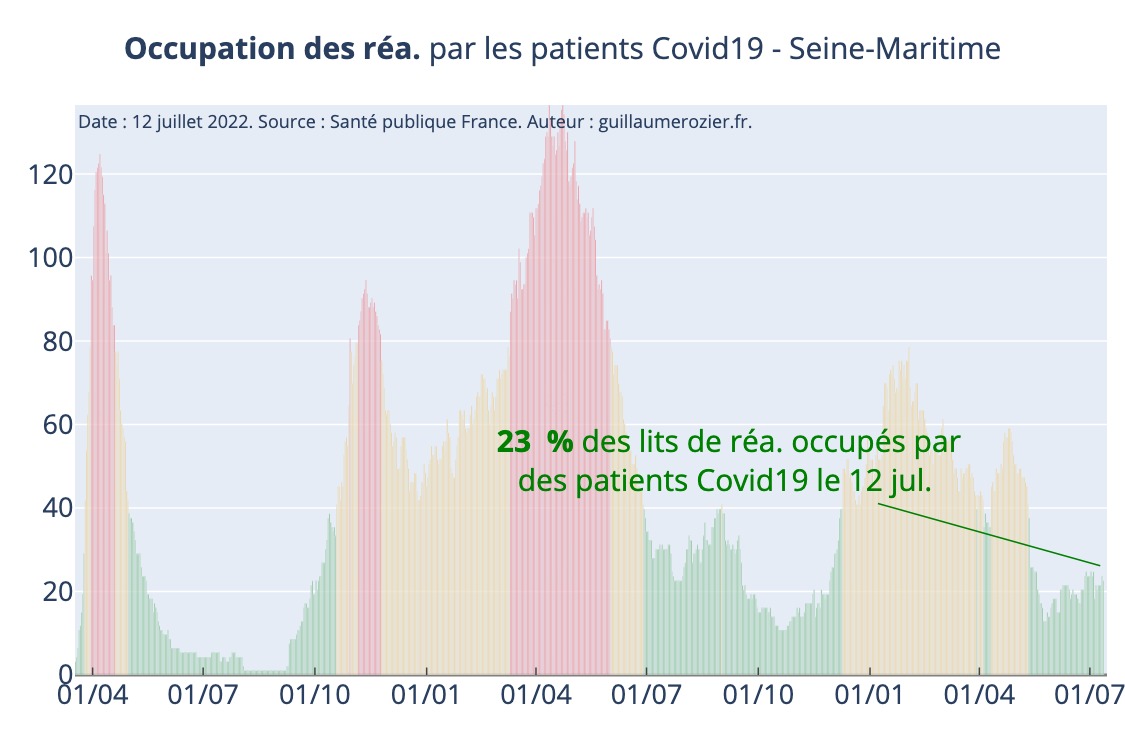 Occupation des réa. par les patients Covid19 - Seine-Maritime
Date : 12 juillet 2022. Source : Santé publique France. Auteur : guillaumerozier.fr.
120
100
80
60
40
20
0
23 % des lits de réa. occupés par
des patients Covid19 le 12 jul.
01/04 01/07 01/10 01/01 01/04 01/07 01/10 01/01 01/04 01/07